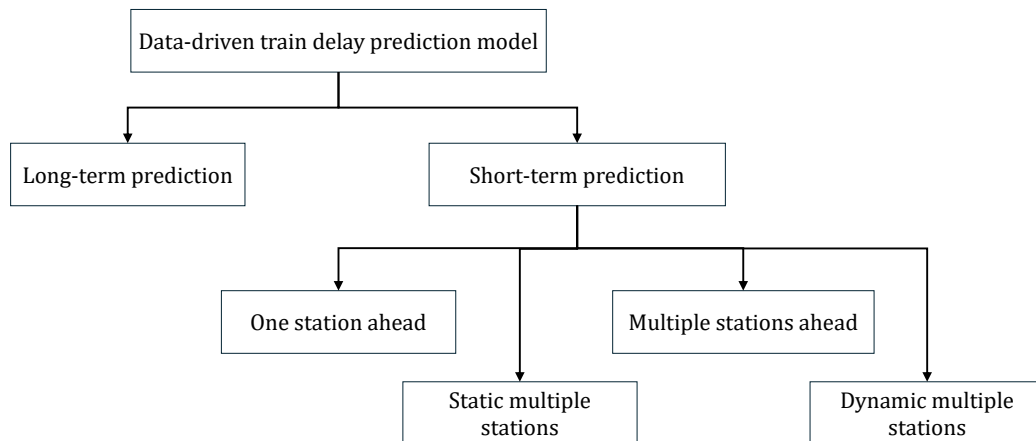 Data-driven train delay prediction model
Long-term prediction
Short-term prediction
One station ahead
Multiple stations ahead
Static multiple
stations
Dynamic multiple
stations